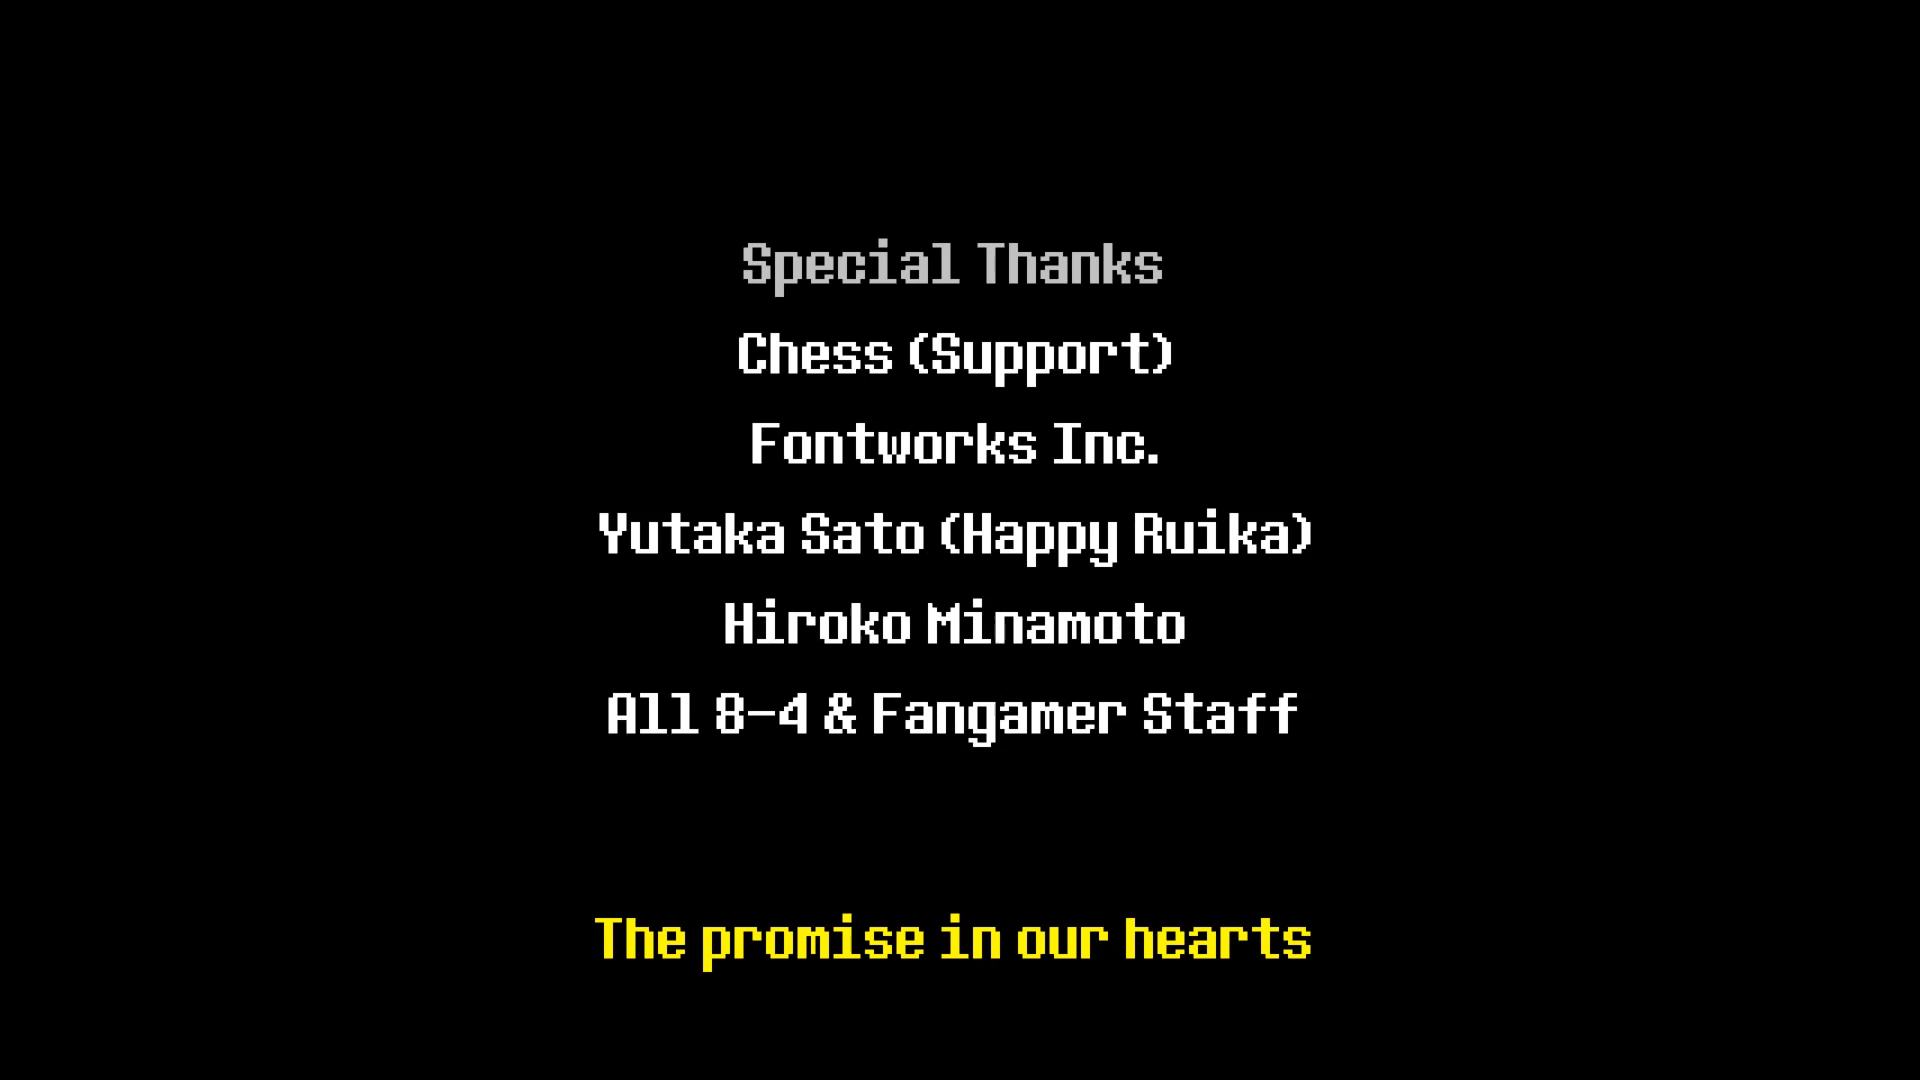 Special Thanks
Chess (Support)
Fontworks Inc.
Yutaka Sato (Happy Ruika)
Hiroko Minamoto
All 8-4 & Fangamer Staff
The promise in our hearts